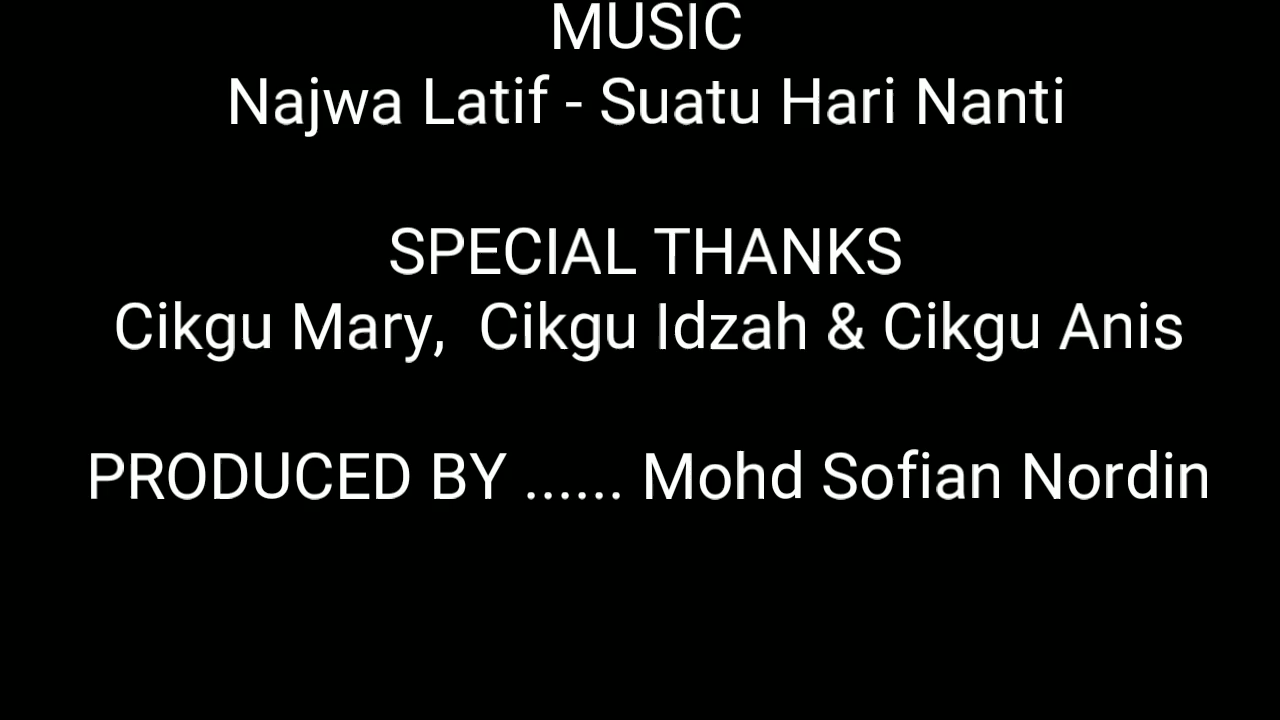 MUSIC
Najwa Latif - Suatu Hari Nanti
SPECIAL THANKS
Cikgu Mary,  Cikgu Idzah & Cikgu Anis
PRODUCED BY ...... Mohd Sofian Nordin